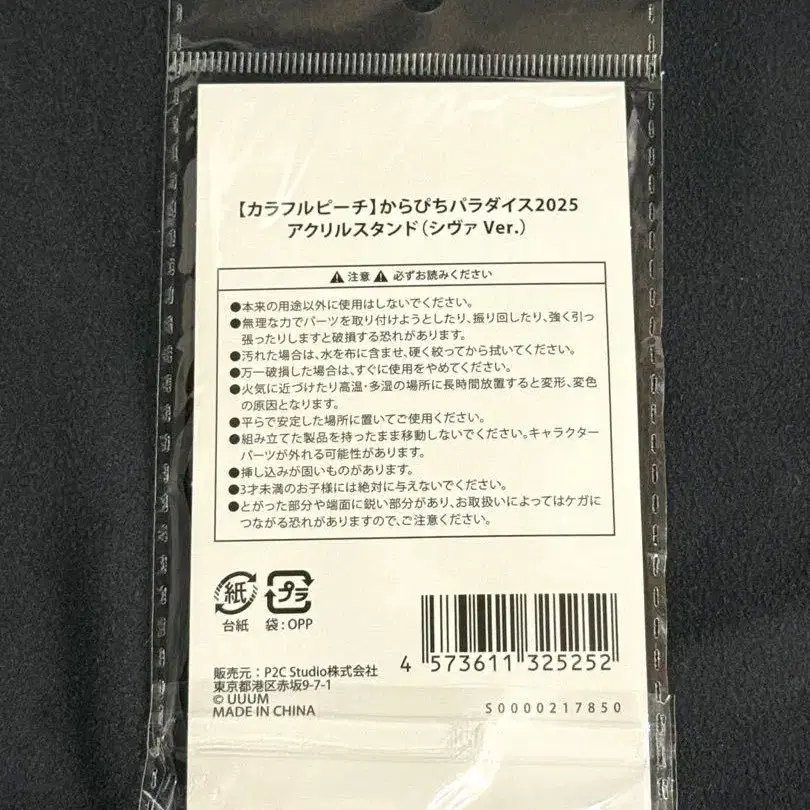 【カラフルピーチ】からぴちパラダイス2025
アクリルスタンド（シヴァ Ver.）
⚠ 注意 ⚠ 必ずお読みください
●本来の用途以外に使用はしないでください。
●無理な力でパーツを取り付けようとしたり、振り回したり、強く引っ
張ったりしますと破損する恐れがあります。
●汚れた場合は、水を布に含ませ、硬く絞ってから拭いてください。
●万一破損した場合は、すぐに使用をやめてください。
●火気に近づけたり高温・多湿の場所に長時間放置すると変形、変色
の原因となります。
●平らで安定した場所に置いてご使用ください。
●組み立てた製品を持ったまま移動しないでください。キャラクター
パーツが外れる可能性があります。
●挿し込みが固いものがあります。
●3才未満のお子様には絶対に与えないでください。
●とがった部分や端面に鋭い部分があり、お取扱いによってはケガに
つながる恐れがありますので、ご注意ください。
紙 プラ
台紙 袋：OPP
4 573611 325252
販売元：P2C Studio株式会社
東京都港区赤坂9-7-1
© UUUM
MADE IN CHINA
S0000217850